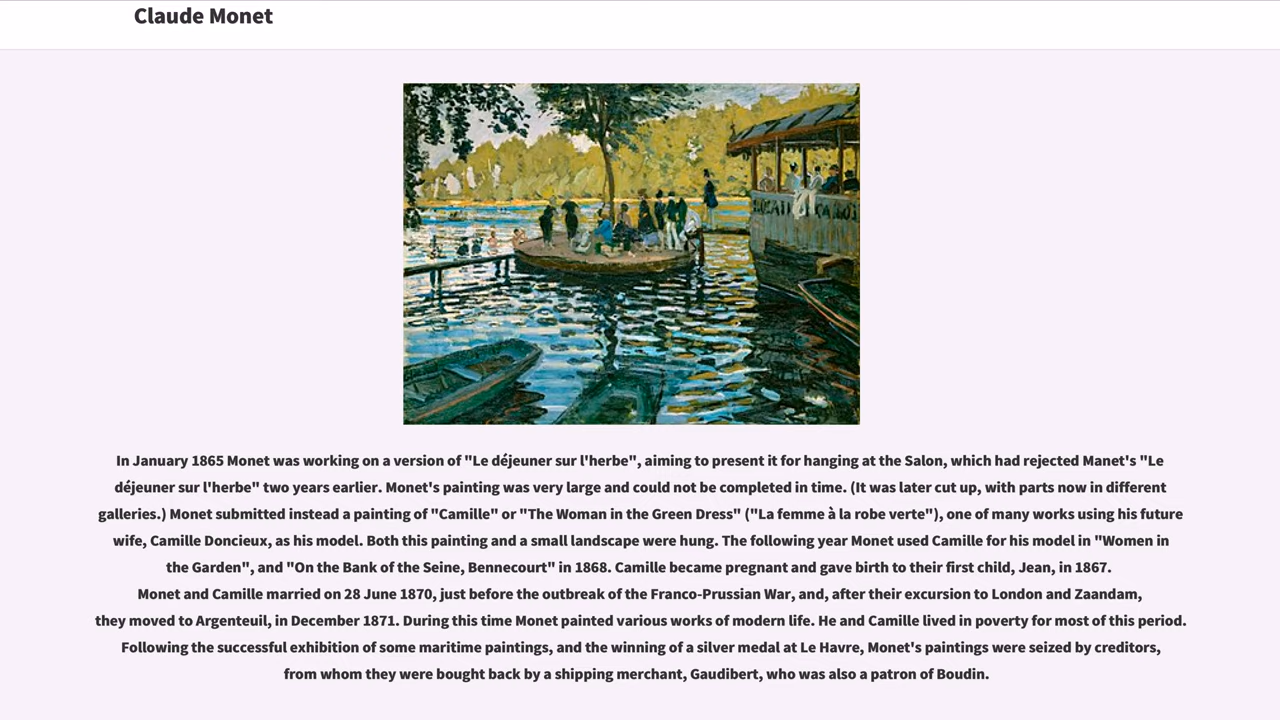 Claude Monet
In January 1865 Monet was working on a version of "Le déjeuner sur l'herbe", aiming to present it for hanging at the Salon, which had rejected Manet's "Le
déjeuner sur l'herbe" two years earlier. Monet's painting was very large and could not be completed in time. (It was later cut up, with parts now in different
galleries.) Monet submitted instead a painting of "Camille" or "The Woman in the Green Dress" ("La femme à la robe verte"), one of many works using his future
wife, Camille Doncieux, as his model. Both this painting and a small landscape were hung. The following year Monet used Camille for his model in "Women in
the Garden", and "On the Bank of the Seine, Bennecourt" in 1868. Camille became pregnant and gave birth to their first child, Jean, in 1867.
Monet and Camille married on 28 June 1870, just before the outbreak of the Franco-Prussian War, and, after their excursion to London and Zaandam,
they moved to Argenteuil, in December 1871. During this time Monet painted various works of modern life. He and Camille lived in poverty for most of this period.
Following the successful exhibition of some maritime paintings, and the winning of a silver medal at Le Havre, Monet's paintings were seized by creditors,
from whom they were bought back by a shipping merchant, Gaudibert, who was also a patron of Boudin.